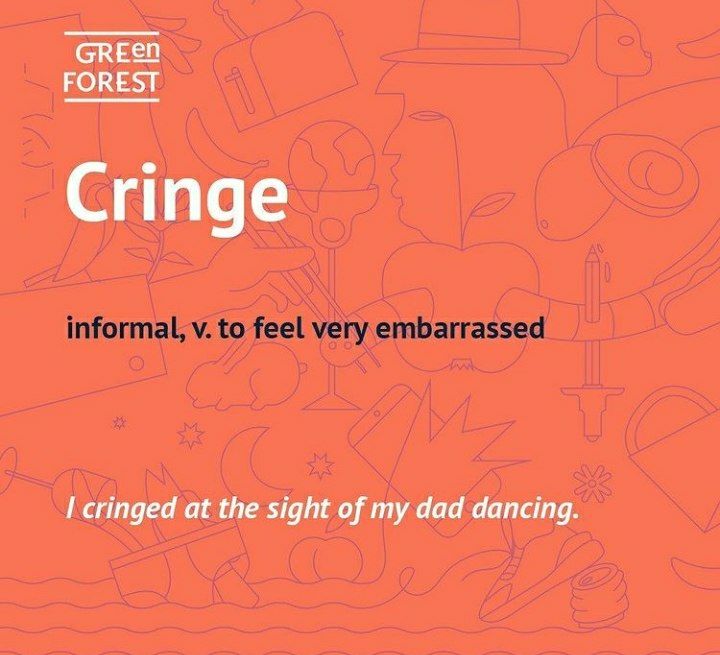 GREen
FOREST
Cringe
informal, v. to feel very embarrassed
I cringed at the sight of my dad dancing.